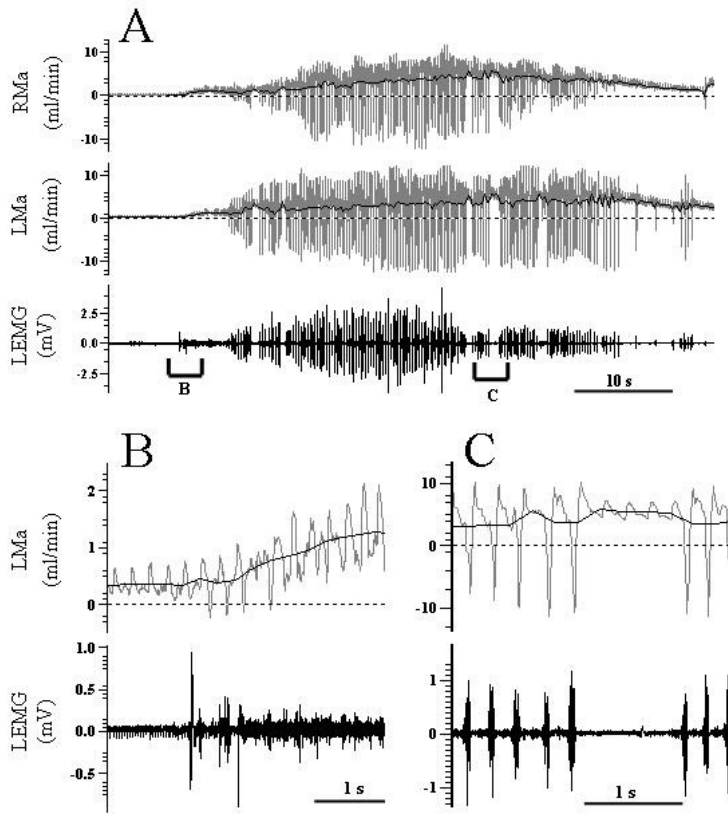 A
RMa
(ml/min)
10
0
-10
LMa
(ml/min)
10
0
-10
LEMG
(mV)
2.5
0.0
-2.5
B
C
10 s
B
LMa
(ml/min)
2
1
0
LEMG
(mV)
1.0
0.5
0.0
-0.5
1 s
C
10
0
-10
1
0
-1
1 s